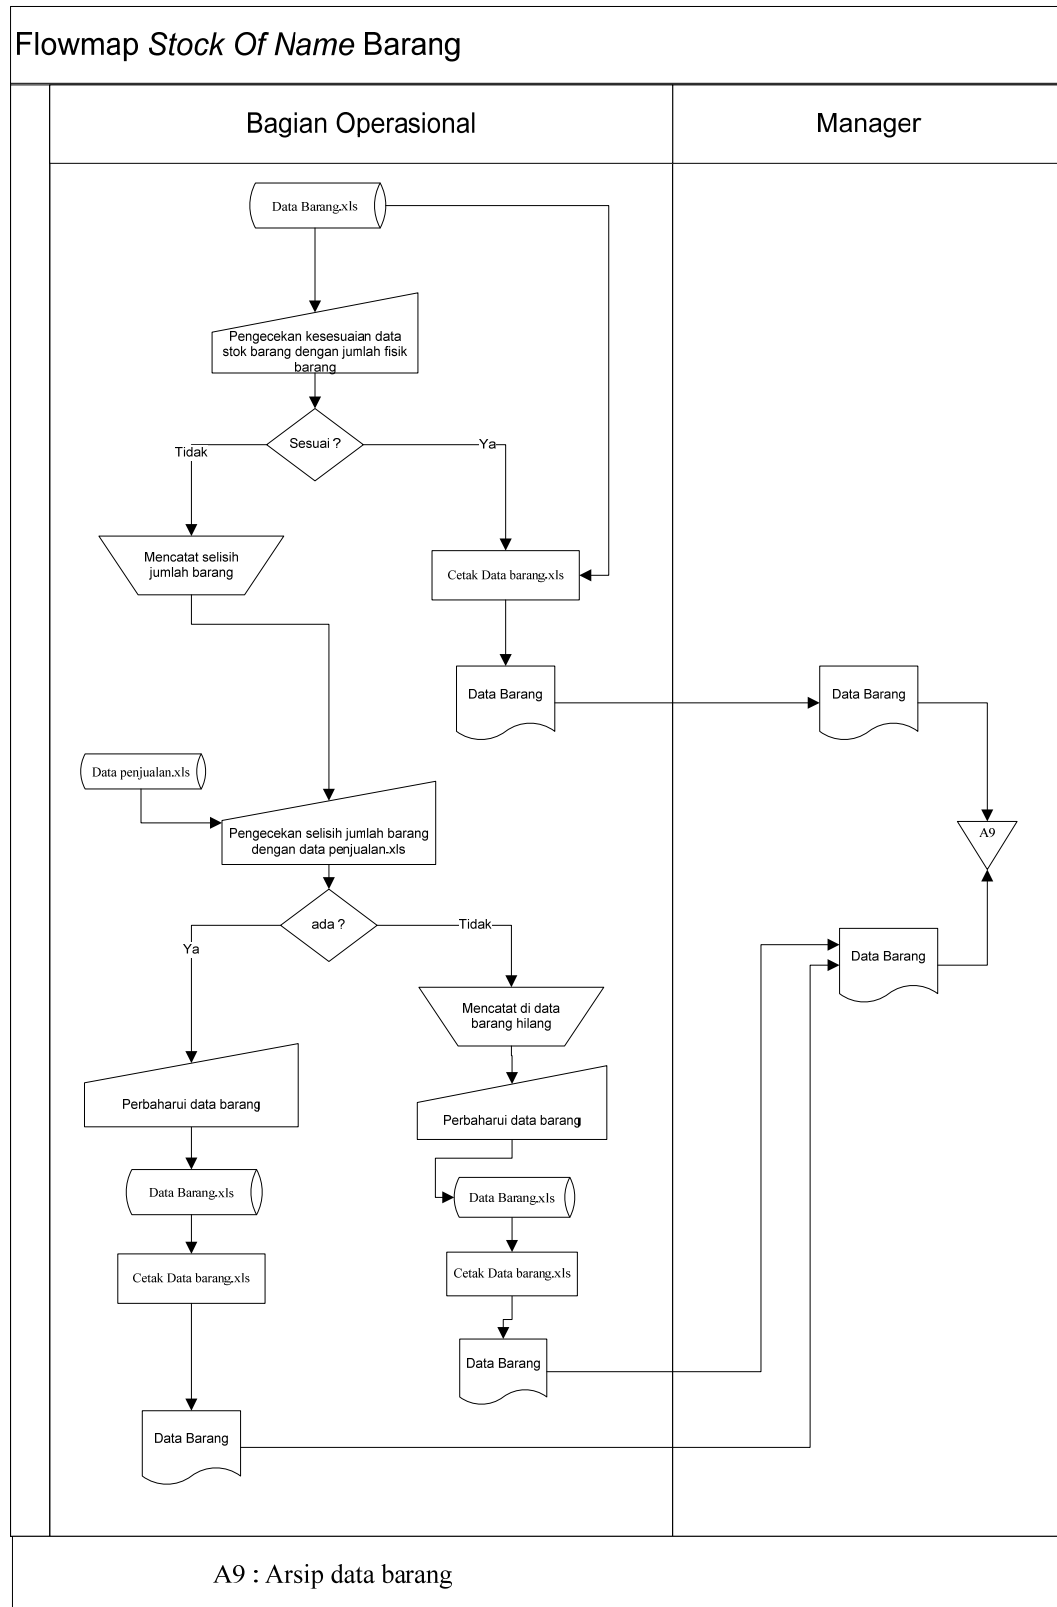 Flowmap Stock Of Name Barang
Bagian Operasional
Manager
Data Barang.xls
Pengecekan kesesuaian data
stok barang dengan jumlah fisik
barang
Sesuai ?
Tidak
Ya
Mencatat selisih
jumlah barang
Cetak Data barang.xls
Data Barang
Data Barang
Data penjualan.xls
Pengecekan selisih jumlah barang
dengan data penjualan.xls
A9
ada ?
Ya
Tidak
Data Barang
Mencatat di data
barang hilang
Perbaharui data barang
Perbaharui data barang
Data Barang.xls
Data Barang.xls
Cetak Data barang.xls
Cetak Data barang.xls
Data Barang
Data Barang
A9 : Arsip data barang